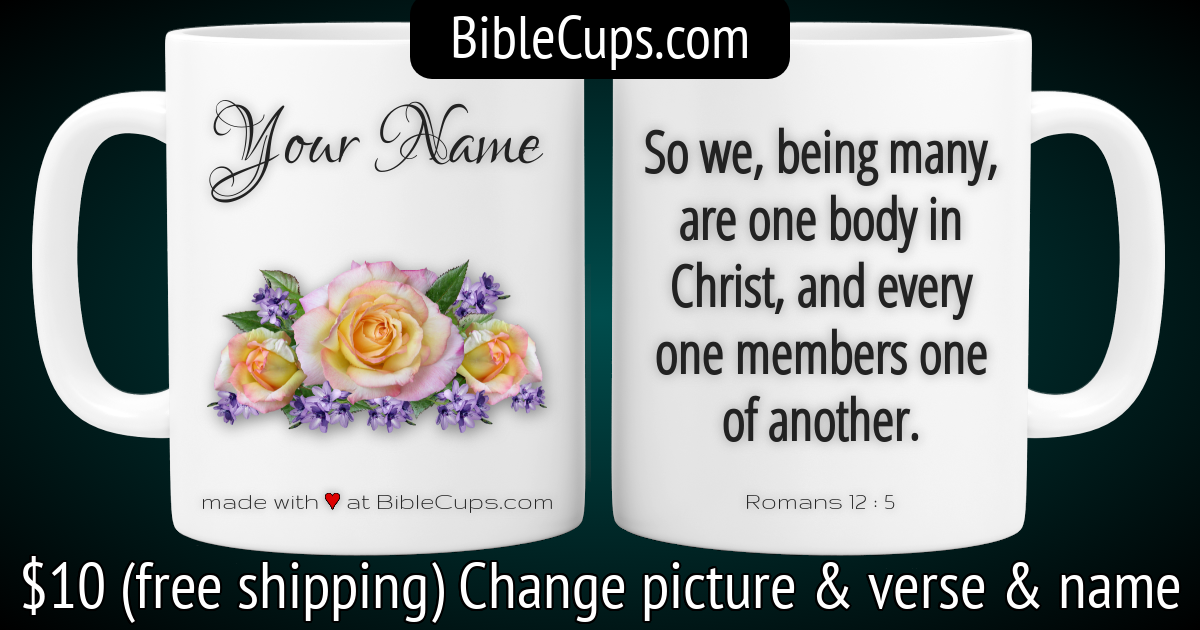 BibleCups.com
Your Name
made with ♥ at BibleCups.com
So we, being many,
are one body in
Christ, and every
one members one
of another.
Romans 12 : 5
$10 (free shipping) Change picture & verse & name